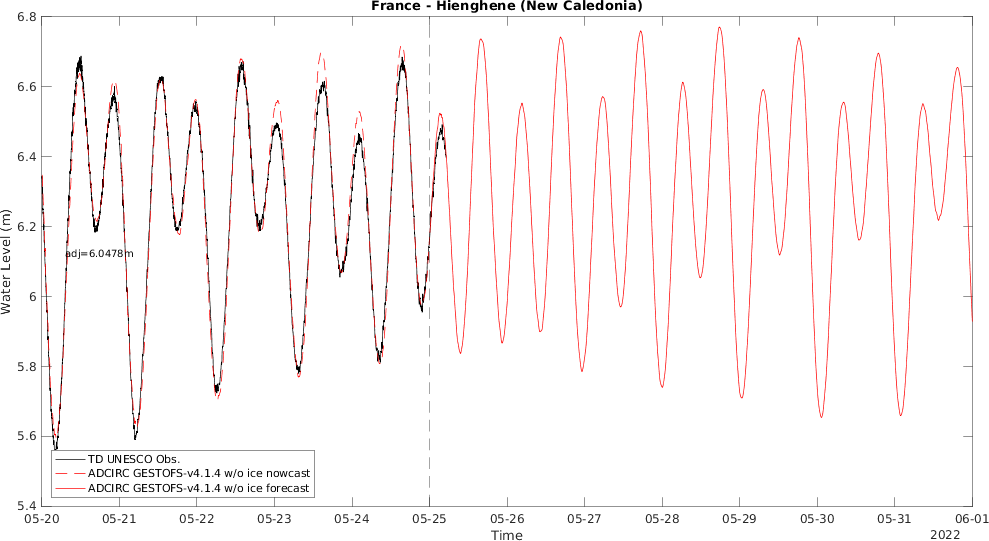 France - Hienghene (New Caledonia)
6.8
6.6
6.4
6.2
6
5.8
5.6
5.4
Water Level (m)
adj=6.0478m
TD UNESCO Obs.
ADCIRC GESTOFS-v4.1.4 w/o ice nowcast
ADCIRC GESTOFS-v4.1.4 w/o ice forecast
05-20 05-21 05-22 05-23 05-24 05-25 05-26 05-27 05-28 05-29 05-30 05-31 06-01
Time
2022